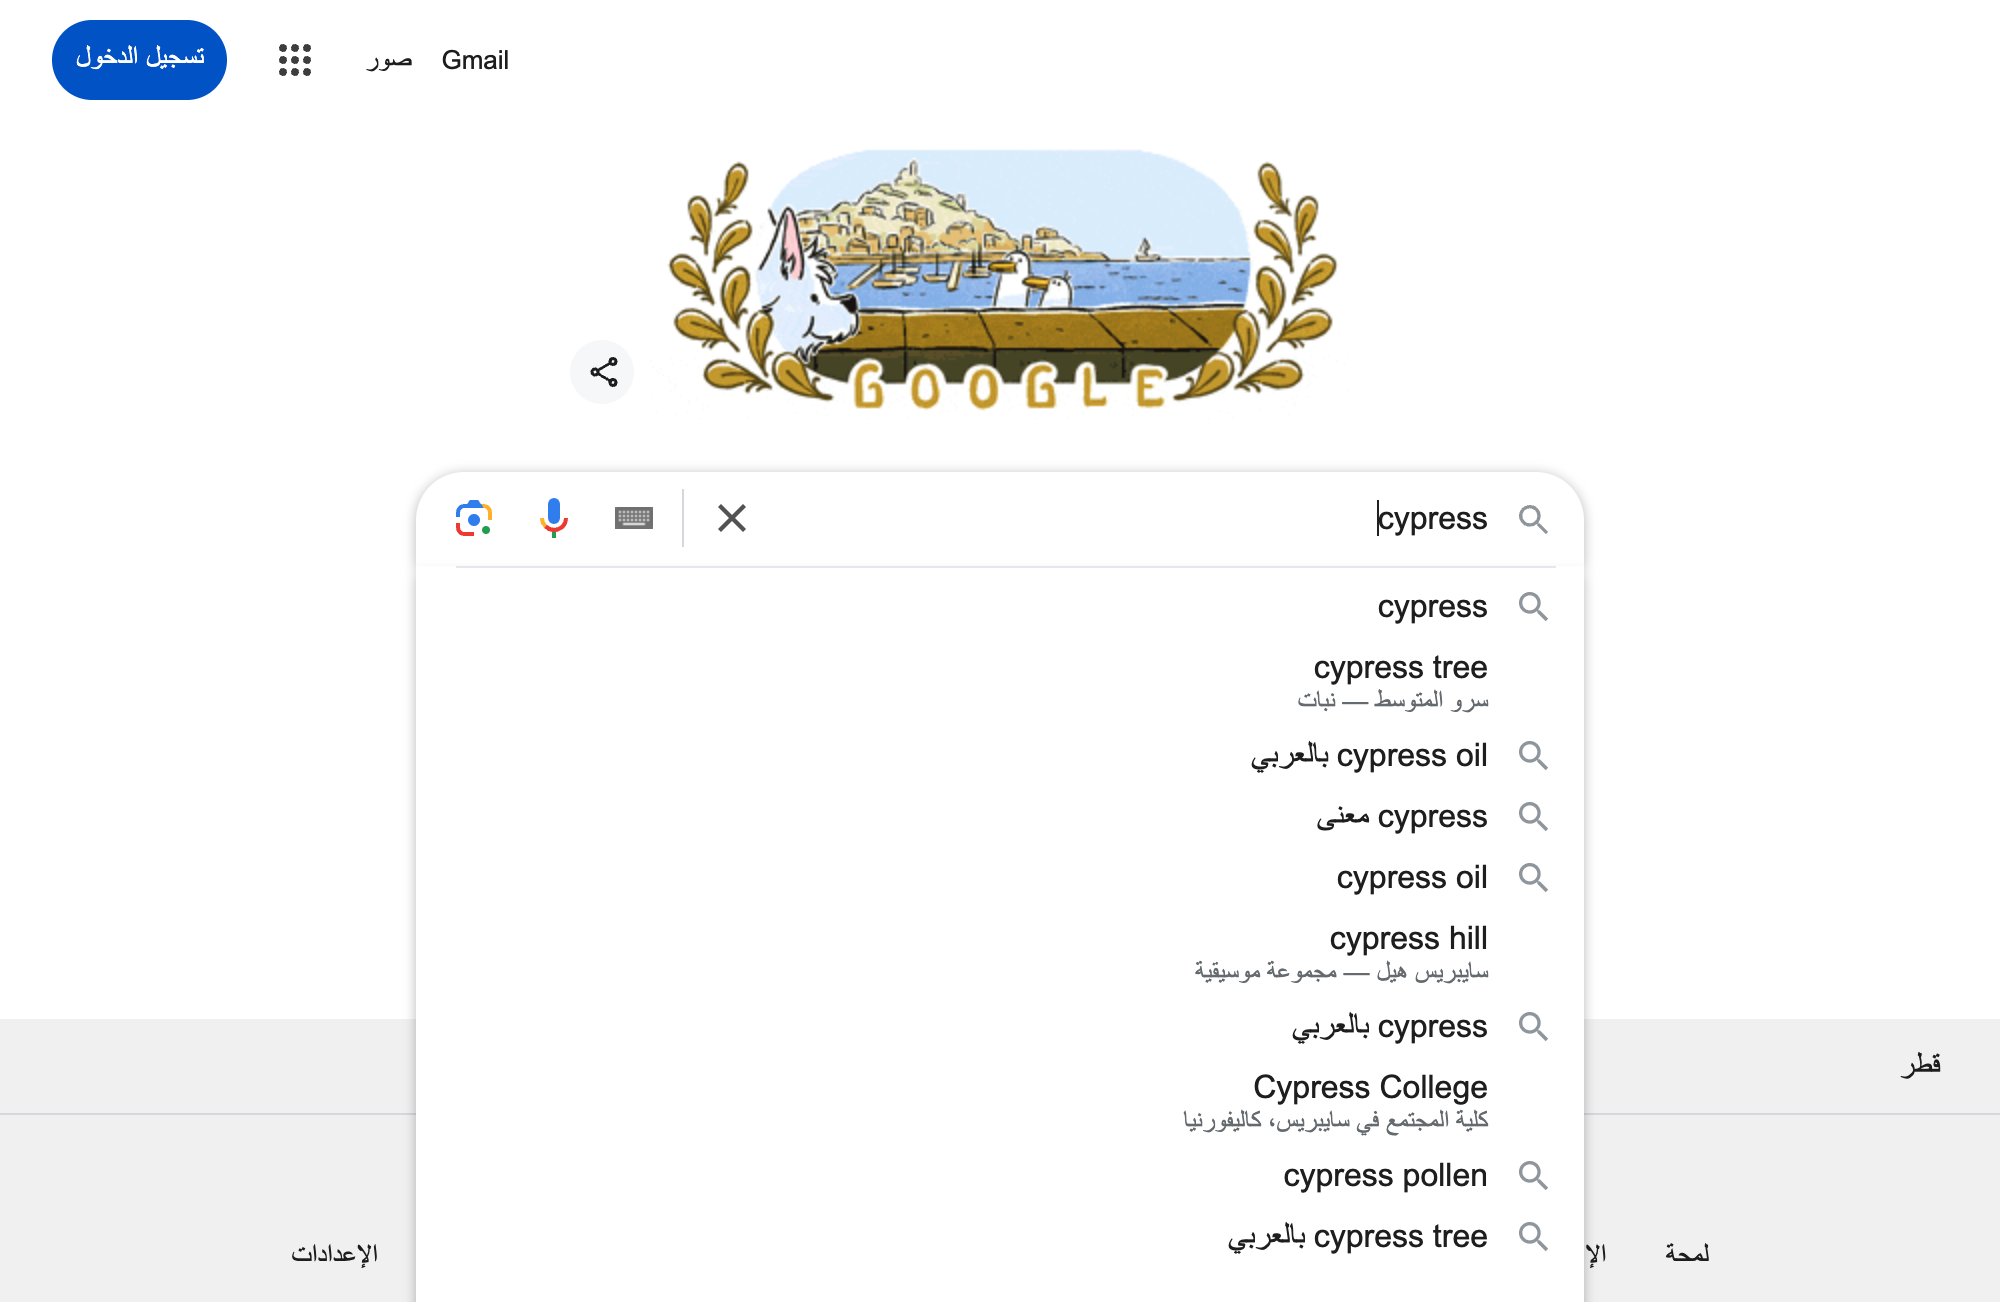 Gmail
صور
تسجيل الدخول
GOOGLE
cypress
cypress
cypress tree
سرو المتوسط — نبات
cypress oil بالعربي
cypress معنى
cypress oil
cypress hill
سايبريس هيل — مجموعة موسيقية
cypress بالعربي
Cypress College
كلية المجتمع في سايبريس، كاليفورنيا
cypress pollen
cypress tree بالعربي
قطر
لمحة
الإعدادات